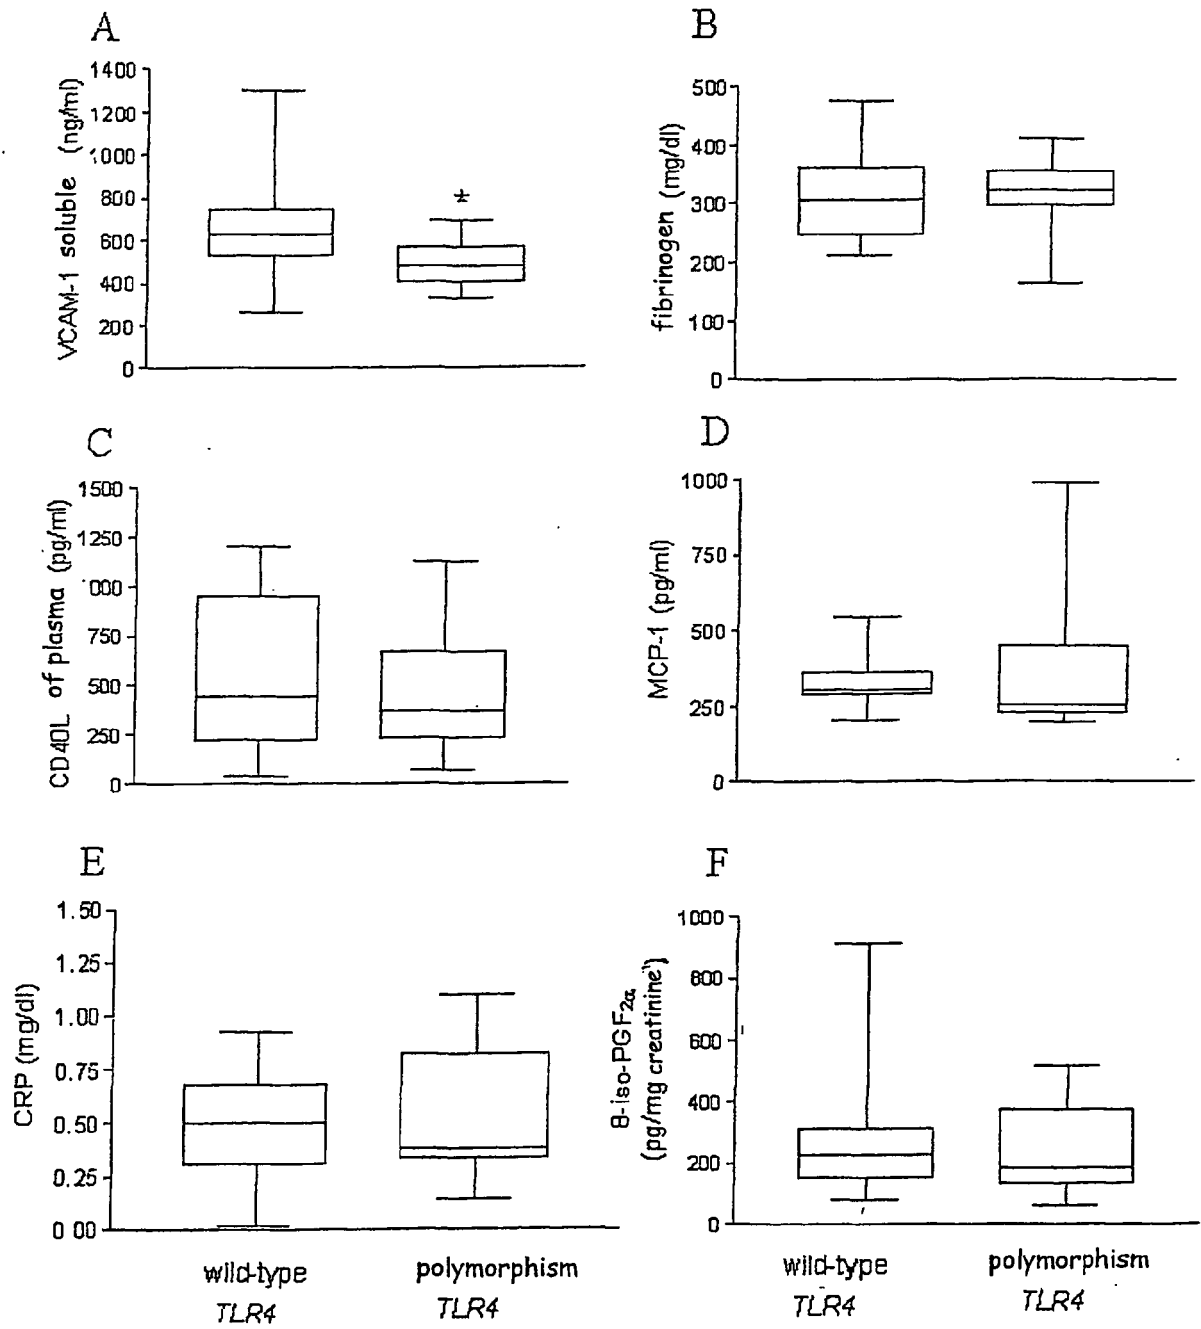 A
VCAM-1 soluble (ng/ml)
1400
1200
1000
800
600
400
200
0
*
B
fibrinogen (mg/dl)
500
400
300
200
100
0
C
CD40L of plasma (pg/ml)
1500
1250
000
750
500
250
0
D
MCP-1 (pg/ml)
1000
750
500
250
0
E
CRP (mg/dl)
1.50
1.25
1.00
0.75
0.50
0.25
0 00
wild-type
TLR4
polymorphism
TLR4
F
8-iso-PGF2α
(pg/mg creatinine)
1000
800
600
400
200
0
wild-type
TLR4
polymorphism
TLR4